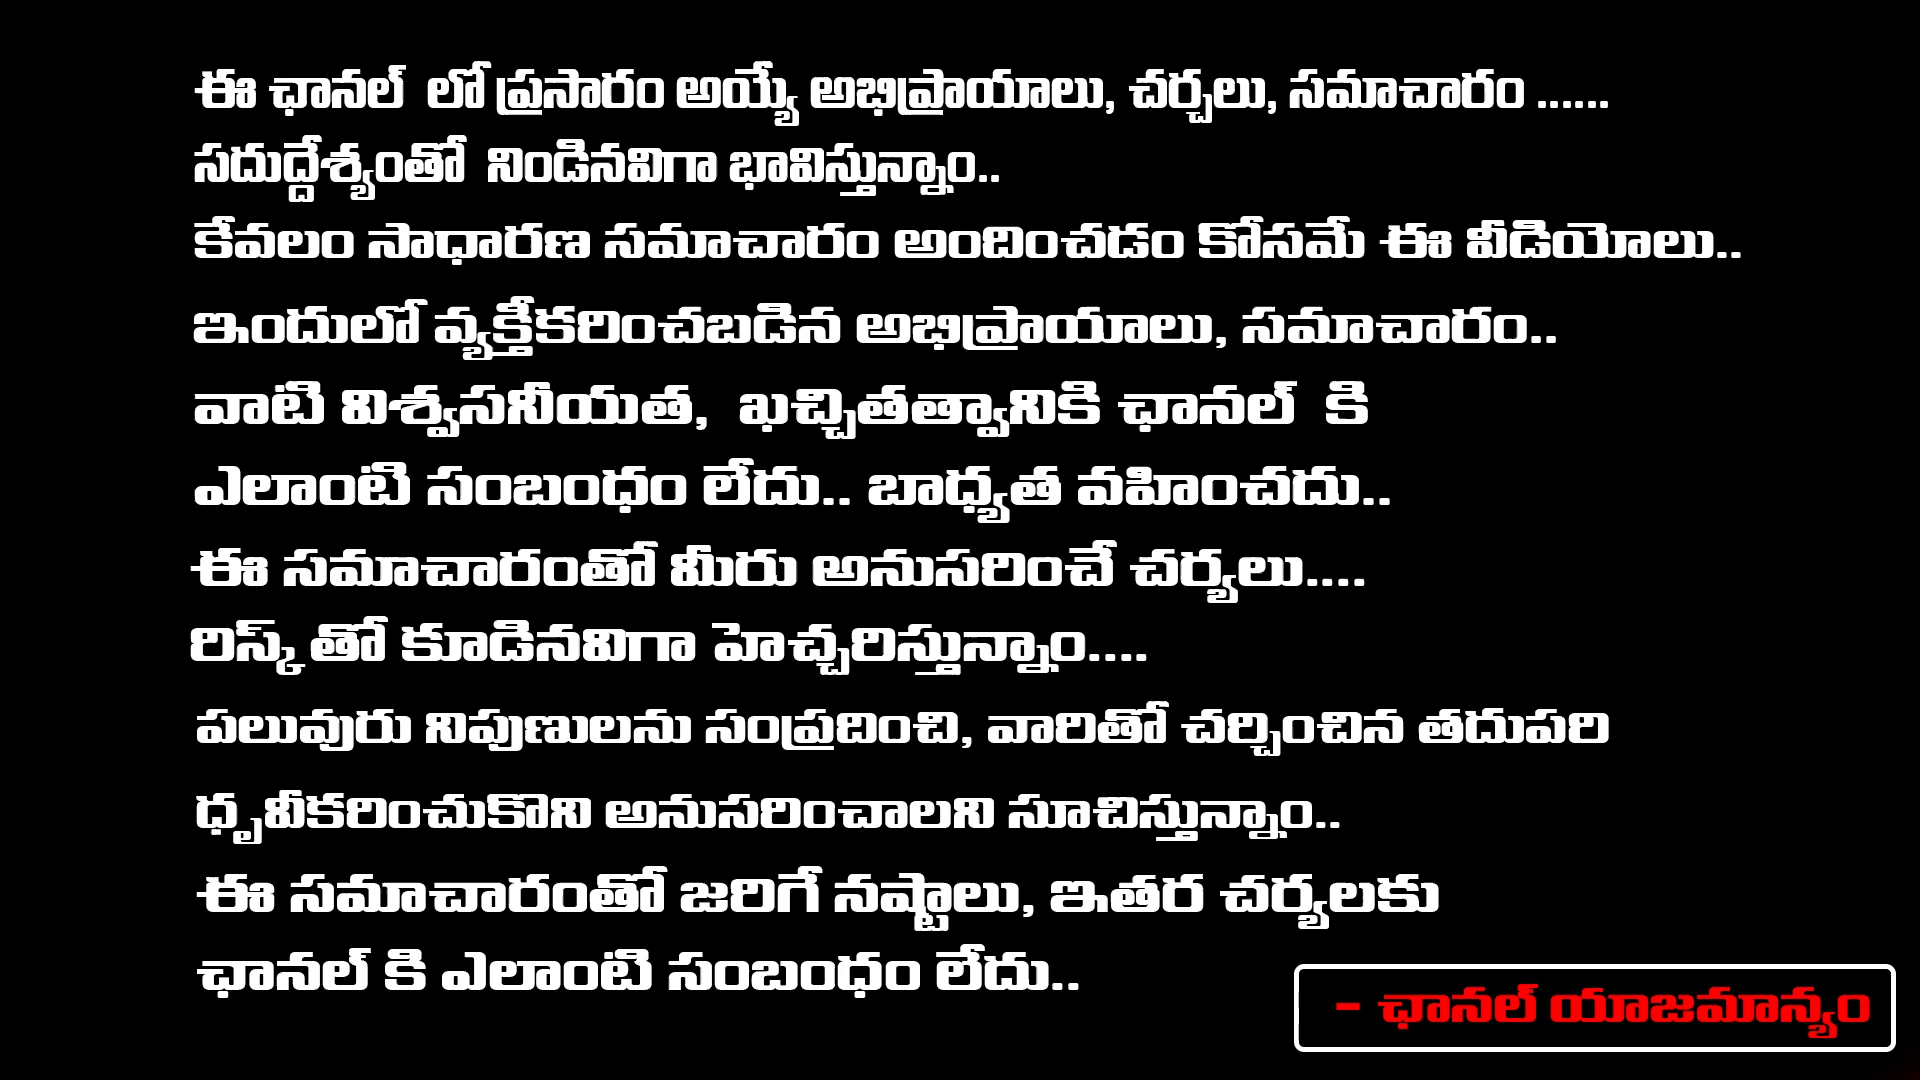 ఈ ఛానల్ లో ప్రసారం అయ్యే అభిప్రాయాలు, చర్చలు, సమాచారం ......
సదుద్దేశ్యంతో నిండినవిగా భావిస్తున్నాం..
కేవలం సాధారణ సమాచారం అందించడం కోసమే ఈ వీడియోలు..
ఇందులో వ్యక్తీకరించబడిన అభిప్రాయాలు, సమాచారం..
వాటి విశ్వసనీయత, ఖచ్చితత్వానికి ఛానల్ కి
ఎలాంటి సంబంధం లేదు.. బాధ్యత వహించదు..
ఈ సమాచారంతో మీరు అనుసరించే చర్యలు....
రిస్క్ తో కూడినవిగా హెచ్చరిస్తున్నాం....
పలువురు నిపుణులను సంప్రదించి, వారితో చర్చించిన తదుపరి
ధృవీకరించుకొని అనుసరించాలని సూచిస్తున్నాం..
ఈ సమాచారంతో జరిగే నష్టాలు, ఇతర చర్యలకు
ఛానల్ కి ఎలాంటి సంబంధం లేదు..
- ఛానల్ యాజమాన్యం